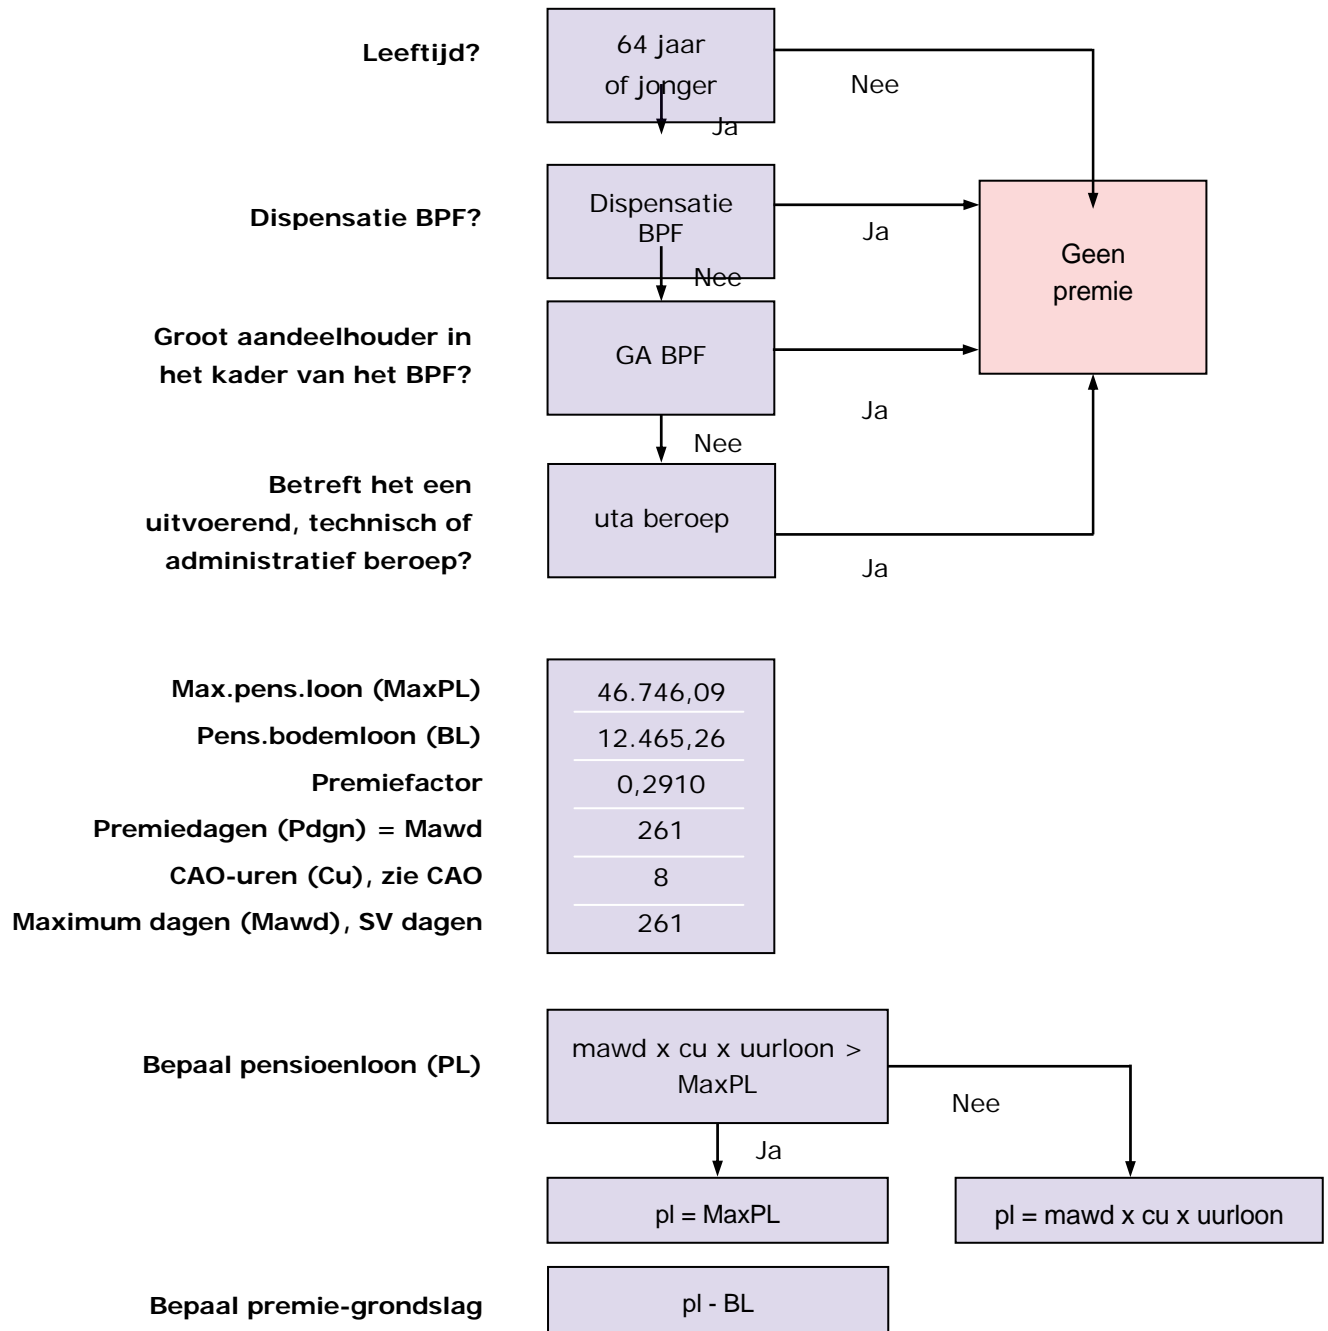 Leeftijd?
64 jaar
of jonger
Nee
Ja
Dispensatie BPF?
Dispensatie
BPF
Ja
Nee
Geen
premie
Groot aandeelhouder in
het kader van het BPF?
GA BPF
Ja
Nee
Betreft het een
uitvoerend, technisch of
administratief beroep?
uta beroep
Ja
Max.pens.loon (MaxPL)
46.746,09
Pens.bodemloon (BL)
12.465,26
Premiefactor
0,2910
Premiedagen (Pdgn) = Mawd
261
CAO-uren (Cu), zie CAO
8
Maximum dagen (Mawd), SV dagen
261
Bepaal pensioenloon (PL)
mawd x cu x uurloon >
MaxPL
Nee
Ja
pl = MaxPL
pl = mawd x cu x uurloon
Bepaal premie-grondslag
pl - BL